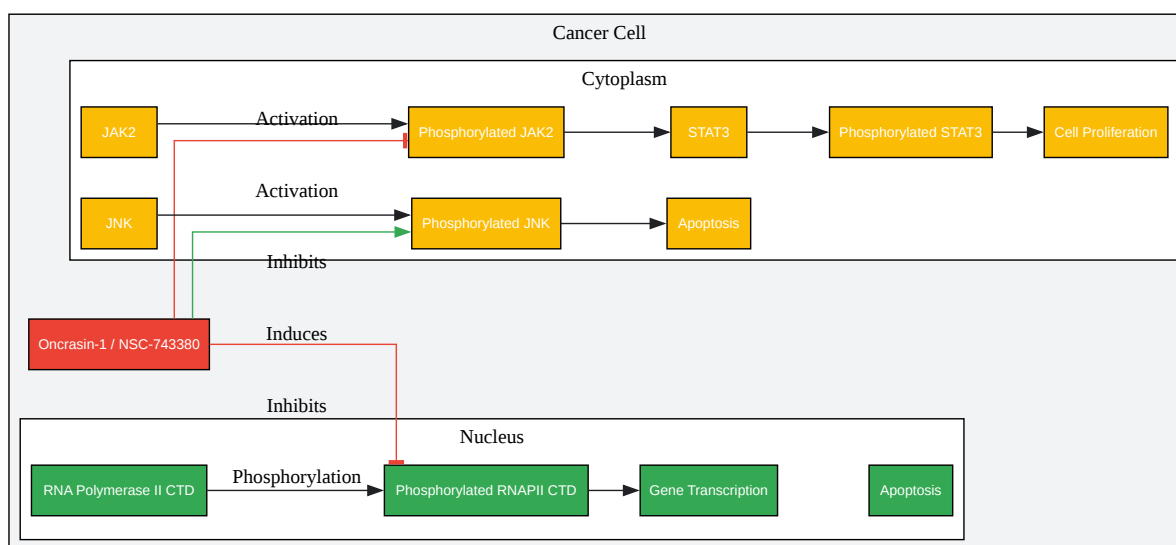 Cancer Cell
Cytoplasm
JAK2
Activation
Phosphorylated JAK2
STAT3
Phosphorylated STAT3
Cell Proliferation
JNK
Activation
Phosphorylated JNK
Apoptosis
Inhibits
Oncrasin-1 / NSC-743380
Induces
Inhibits
Nucleus
RNA Polymerase II CTD
Phosphorylation
Phosphorylated RNAPII CTD
Gene Transcription
Apoptosis